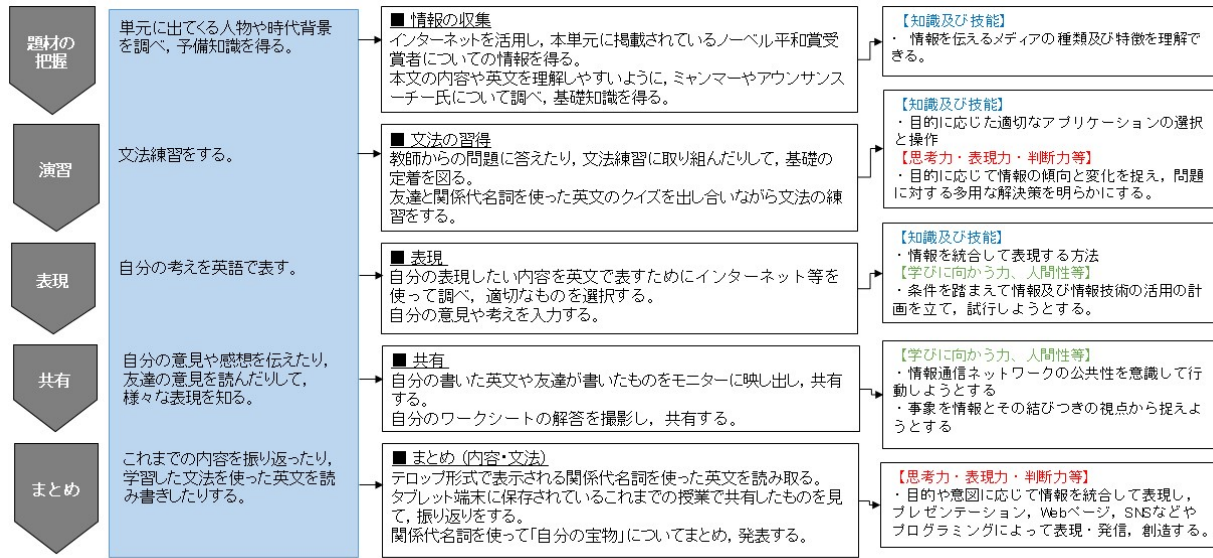 題材の
把握
単元に出てくる人物や時代背景
を調べ，予備知識を得る。
■ 情報の収集
インターネットを活用し，本単元に掲載されているノーベル平和賞受
賞者についての情報を得る。
本文の内容や英文を理解しやすいように，ミャンマーやアウンサンス
ーチー氏について調べ，基礎知識を得る。
【知識及び技能】
・ 情報を伝えるメディアの種類及び特徴を理解で
きる。
演習
文法練習をする。
■ 文法の習得
教師からの問題に答えたり，文法練習に取り組んだりして，基礎の
定着を図る。
友達と関係代名詞を使った英文のクイズを出し合いながら文法の練
習をする。
【知識及び技能】
・目的に応じた適切なアプリケーションの選択
と操作
【思考力・表現力・判断力等】
・目的に応じて情報の傾向と変化を捉え，問題
に対する多用な解決策を明らかにする。
表現
自分の考えを英語で表す。
■ 表現
自分の表現したい内容を英文で表すためにインターネット等を
使って調べ，適切なものを選択する。
自分の意見や考えを入力する。
【知識及び技能】
・情報を統合して表現する方法
【学びに向かう力、人間性等】
・条件を踏まえて情報及び情報技術の活用の計
画を立て，試行しようとする。
共有
自分の意見や感想を伝えたり，
友達の意見を読んだりして，
様々な表現を知る。
■ 共有
自分の書いた英文や友達が書いたものをモニターに映し出し，共有
する。
自分のワークシートの解答を撮影し，共有する。
【学びに向かう力、人間性等】
・情報通信ネットワークの公共性を意識して行
動しようとする
・事象を情報とその結びつきの視点から捉えよ
うとする
まとめ
これまでの内容を振り返ったり，
学習した文法を使った英文を読
み書きしたりする。
■ まとめ（内容・文法）
テロップ形式で表示される関係代名詞を使った英文を読み取る。
タブレット端末に保存されているこれまでの授業で共有したものを見
て，振り返りをする。
関係代名詞を使って「自分の宝物」についてまとめ，発表する。
【思考力・表現力・判断力等】
・目的や意図に応じて情報を統合して表現し，
プレゼンテーション，Webページ，SNSなどや
プログラミングによって表現・発信，創造する。